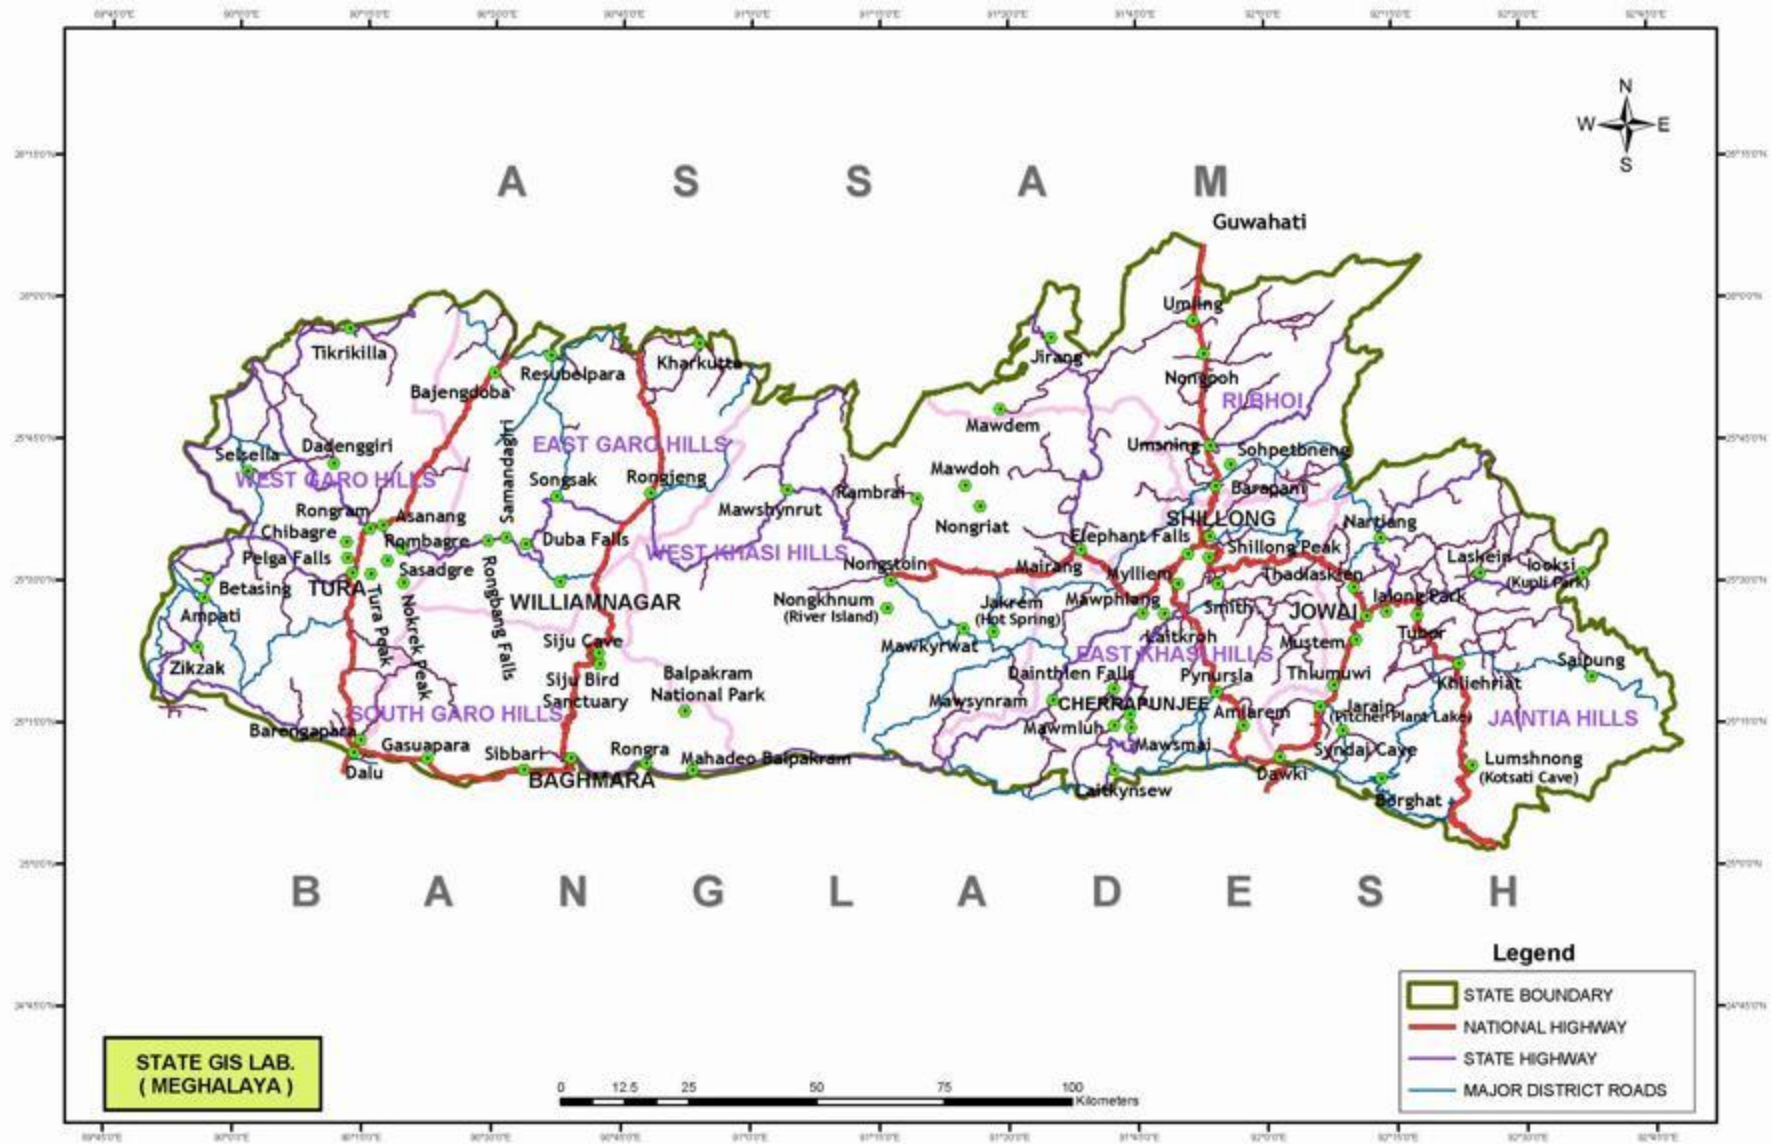 N
W E
S
A S S A M
Guwahati
Umling
Tikrikilla
Kharkutta
Jirang
Resubelpara
Nongpoh
Bajengdoba
RI BHOI
Mawdem
Samandagiri
EAST GARO HILLS
Dadenggiri
Umsning
Sohpetbneng
Selsella
Mawdoh
WEST GARO HILLS
Songsak
Rongjeng
Rambrai
Barapani
Rongram
Asanang
Mawshynrut
SHILLONG
Nartiang
Nongriat
Chibagre
Rombagre
Duba Falls
Elephant Falls
Shillong Peak
WEST KHASI HILLS
Pelga Falls
Laskein
Nongstoin
Mairang
Iooksi
(Kupli Park)
Sasadgre
Mylliem
Thadlaskien
Betasing
TURA
Rongbang Falls
WILLIAMNAGAR
Nongkhnum
(River Island)
Jakrem
(Hot Spring)
Mawphlang
Smith
JOWAI
Ialong Park
Ampati
Tura Peak
Nokrek Peak
Siju Cave
Mawkyrwat
Laitkroh
Mustem
Tuber
EAST KHASI HILLS
Zikzak
Siju Bird
Sanctuary
Balpakram
National Park
Dainthlen Falls
Pynursla
Thlumuwi
Saipung
Khliehriat
SOUTH GARO HILLS
Mawsynram
CHERRAPUNJEE
Amlarem
Jarain
(Pitcher Plant Lake)
JAINTIA HILLS
Barengapara
Mawmluh
Gasuapara
Sibbari
Rongra
Mahadeo
Balpakram
Mawsmai
Syndai Cave
Lumshnong
(Kotsati Cave)
Dalu
BAGHMARA
Dawki
Laitkynsew
Borghat
B A N G L A D E S H
Legend
STATE BOUNDARY
NATIONAL HIGHWAY
STATE HIGHWAY
MAJOR DISTRICT ROADS
STATE GIS LAB.
( MEGHALAYA )
0 12.5 25 50 75 100
Kilometers